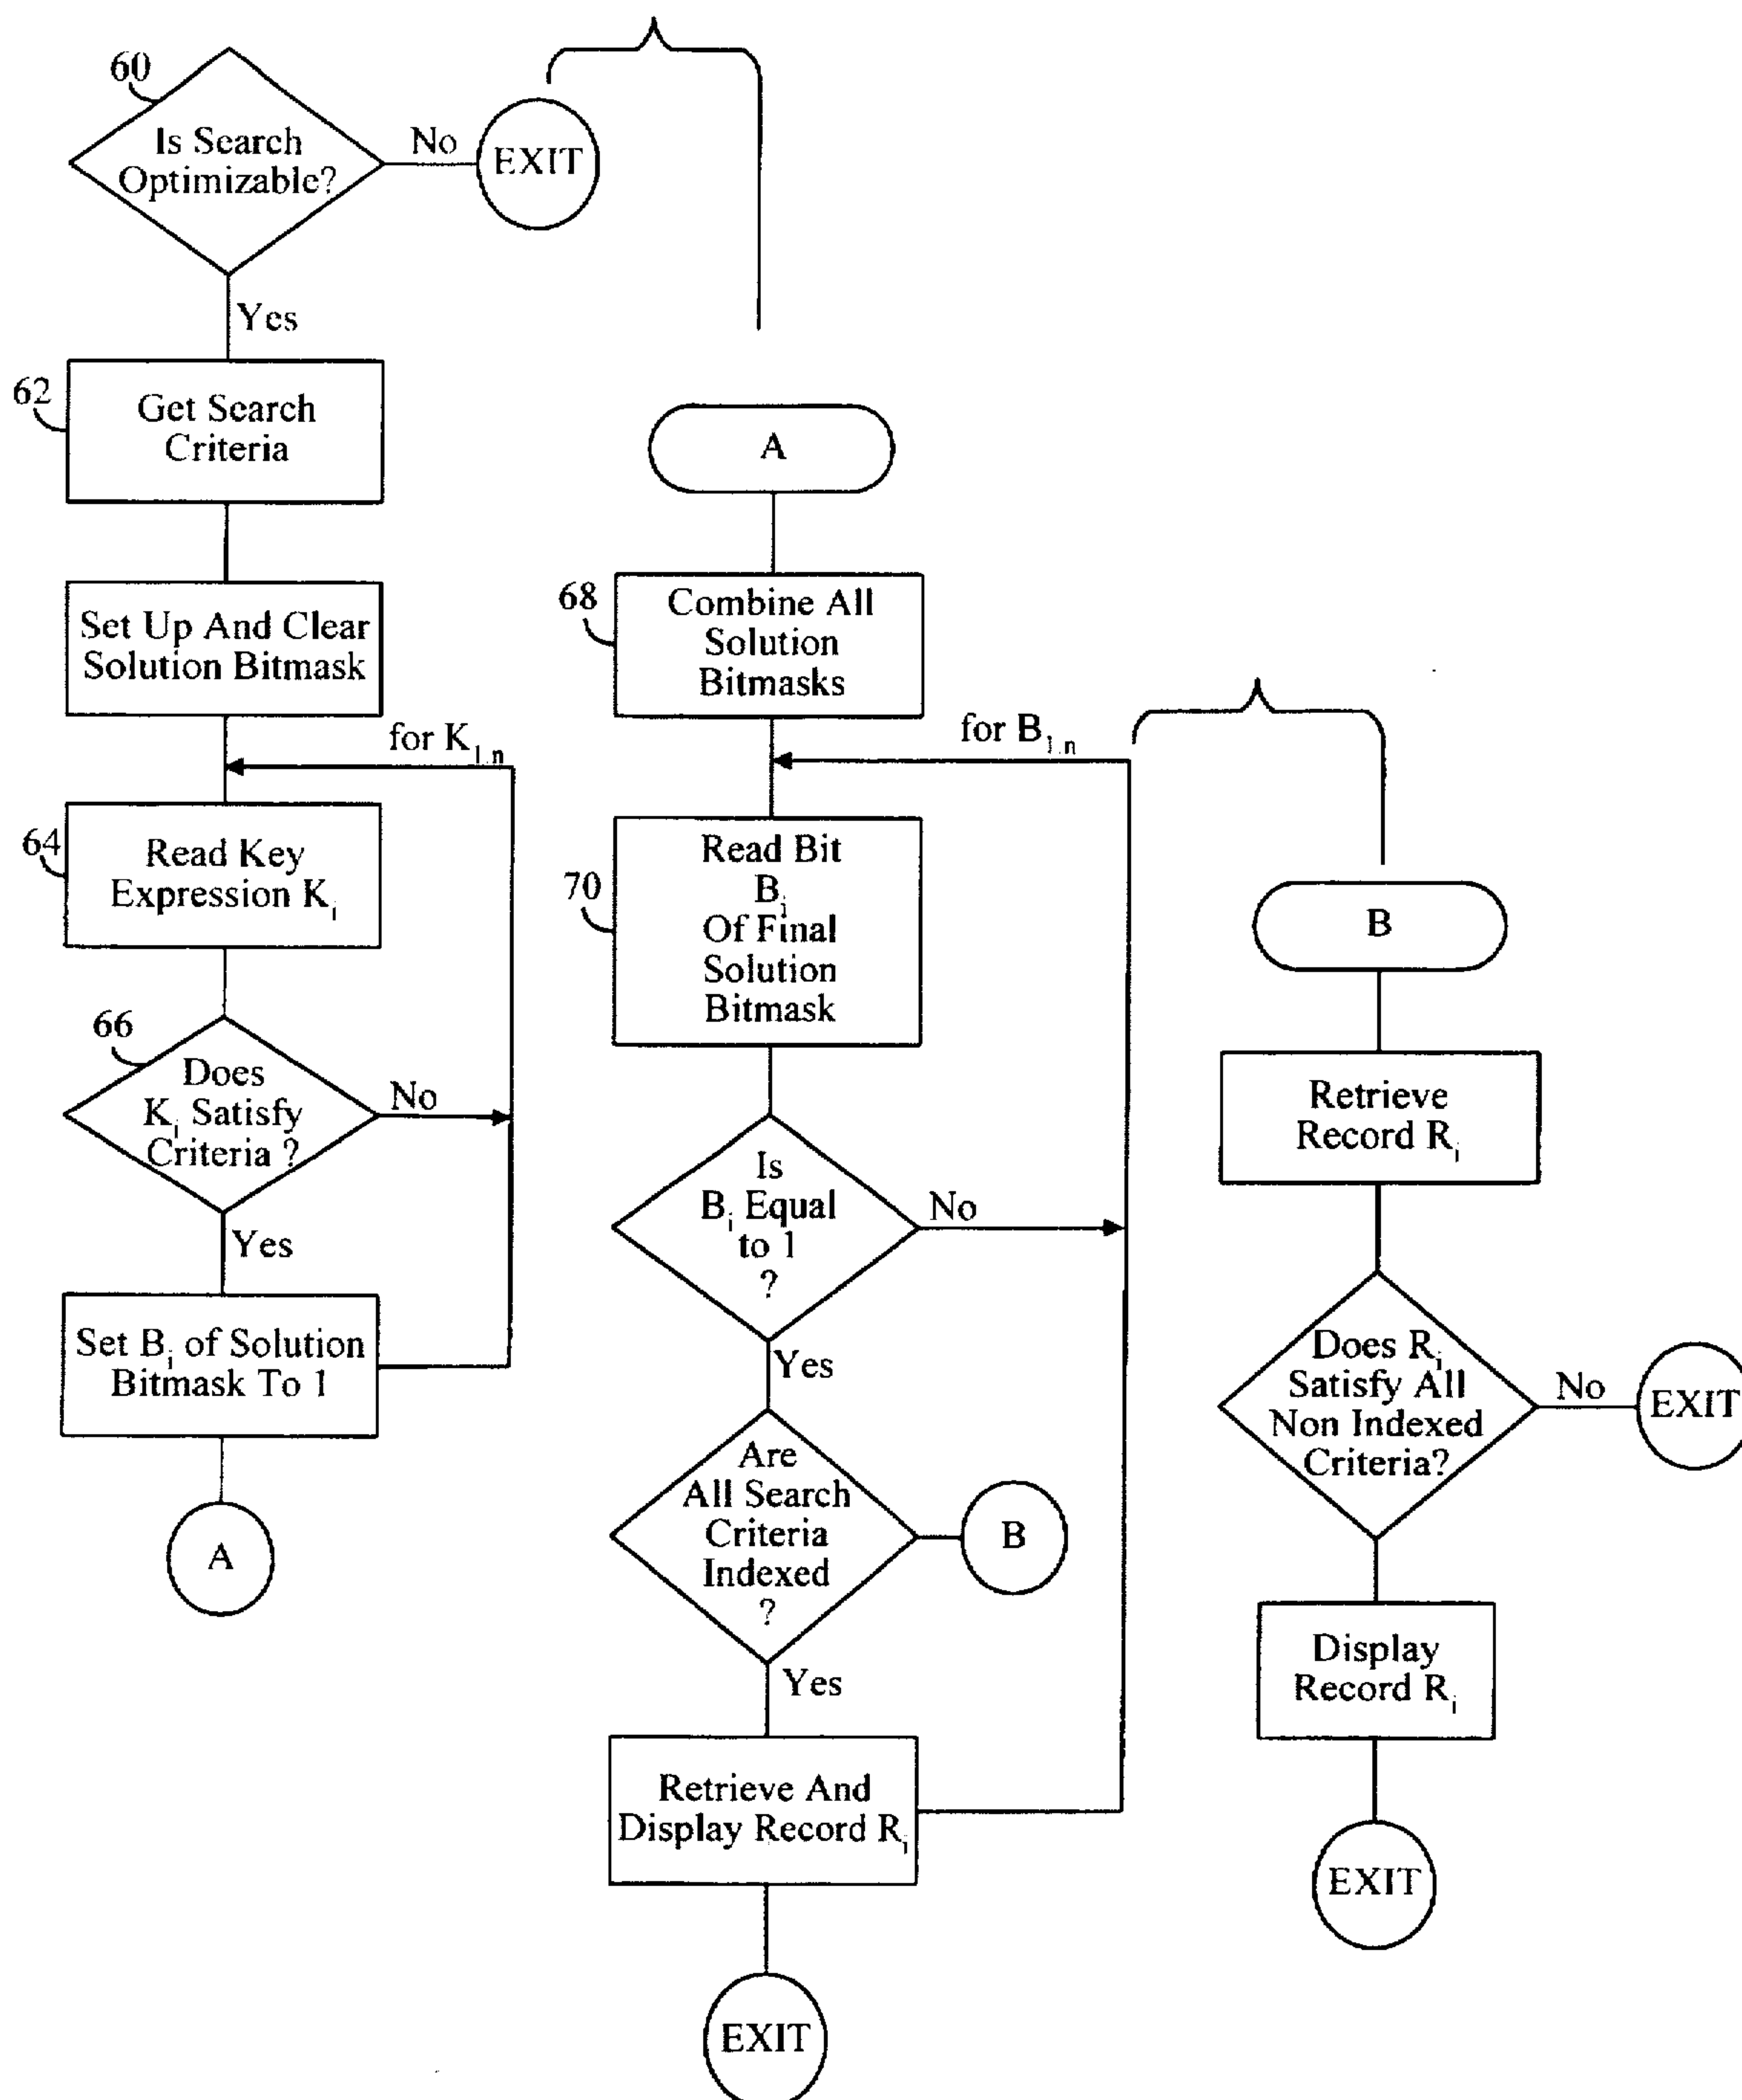 60
Is Search
Optimizable?
No
EXIT
Yes
62
Get Search
Criteria
Set Up And Clear
Solution Bitmask
for K1.n
64
Read Key
Expression Ki
66
Does
Ki Satisfy
Criteria ?
No
Yes
Set Bi of Solution
Bitmask To 1
A
A
68
Combine All
Solution
Bitmasks
for B1.n
70
Read Bit
Bi
Of Final
Solution
Bitmask
Is
Bi Equal
to 1
?
No
Yes
Are
All Search
Criteria
Indexed
?
B
Yes
Retrieve And
Display Record Ri
EXIT
B
Retrieve
Record Ri
Does Ri
Satisfy All
Non Indexed
Criteria?
No
EXIT
Display
Record Ri
EXIT